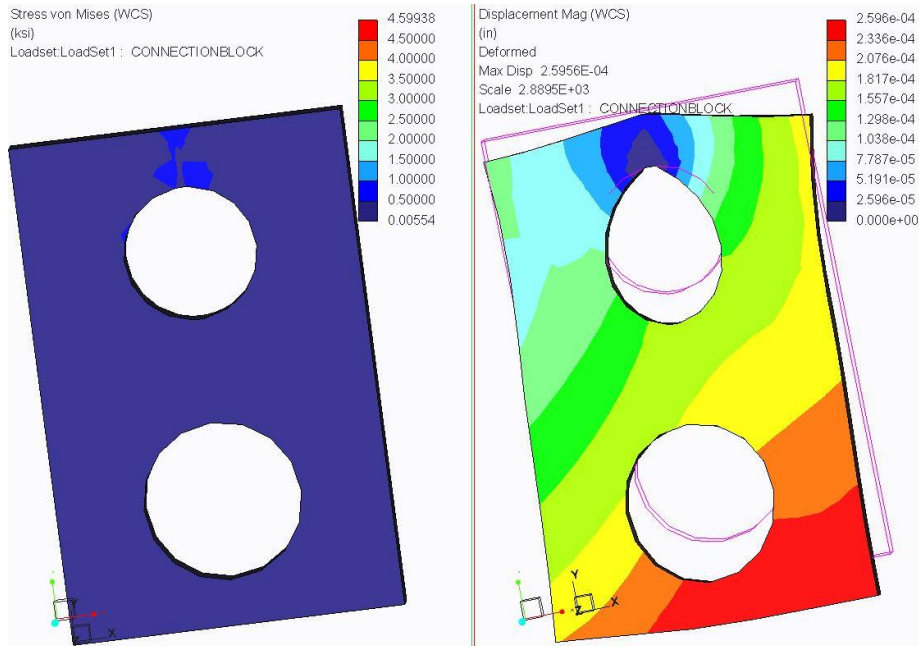 Stress von Mises (WCS)
(ksi)
Loadset:LoadSet1 : CONNECTIONBLOCK
4.59938
4.50000
4.00000
3.50000
3.00000
2.50000
2.00000
1.50000
1.00000
0.50000
0.00554
Y
X
Z
X
Displacement Mag (WCS)
(in)
Deformed
Max Disp 2.5956E-04
Scale 2.8895E+03
Loadset:LoadSet1 : CONNECTIONBLOCK
2.596e-04
2.336e-04
2.076e-04
1.817e-04
1.557e-04
1.298e-04
1.038e-04
7.787e-05
5.191e-05
2.596e-05
0.000e+00
Y
Z
X